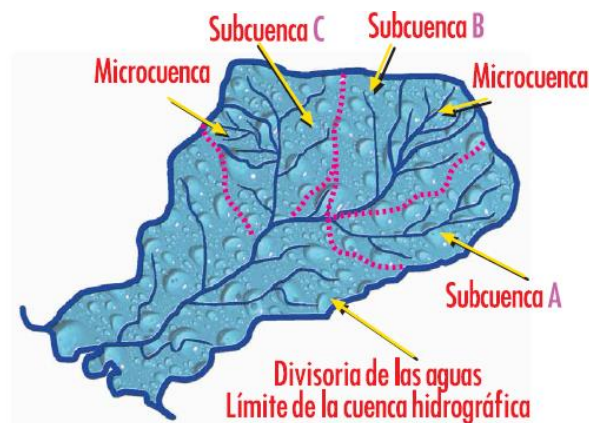 Subcuenca C
Subcuenca B
Microcuenca
Microcuenca
Subcuenca A
Divisoria de las aguas
Límite de la cuenca hidrográfica